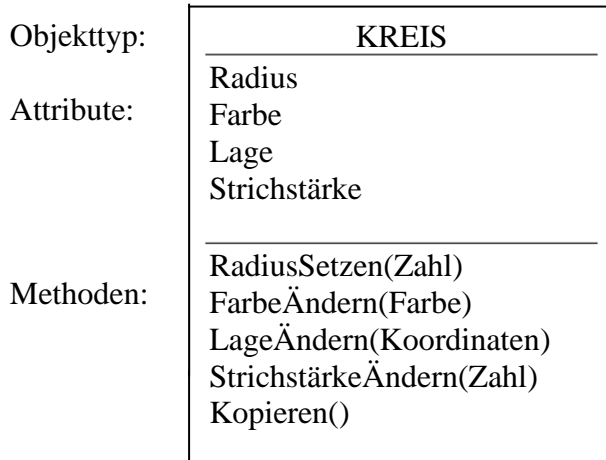 Objekttyp: KREIS
Radius
Attribute: Farbe
Lage
Strichstärke
RadiusSetzen(Zahl)
Methoden: FarbeÄndern(Farbe)
LageÄndern(Koordinaten)
StrichstärkeÄndern(Zahl)
Kopieren()